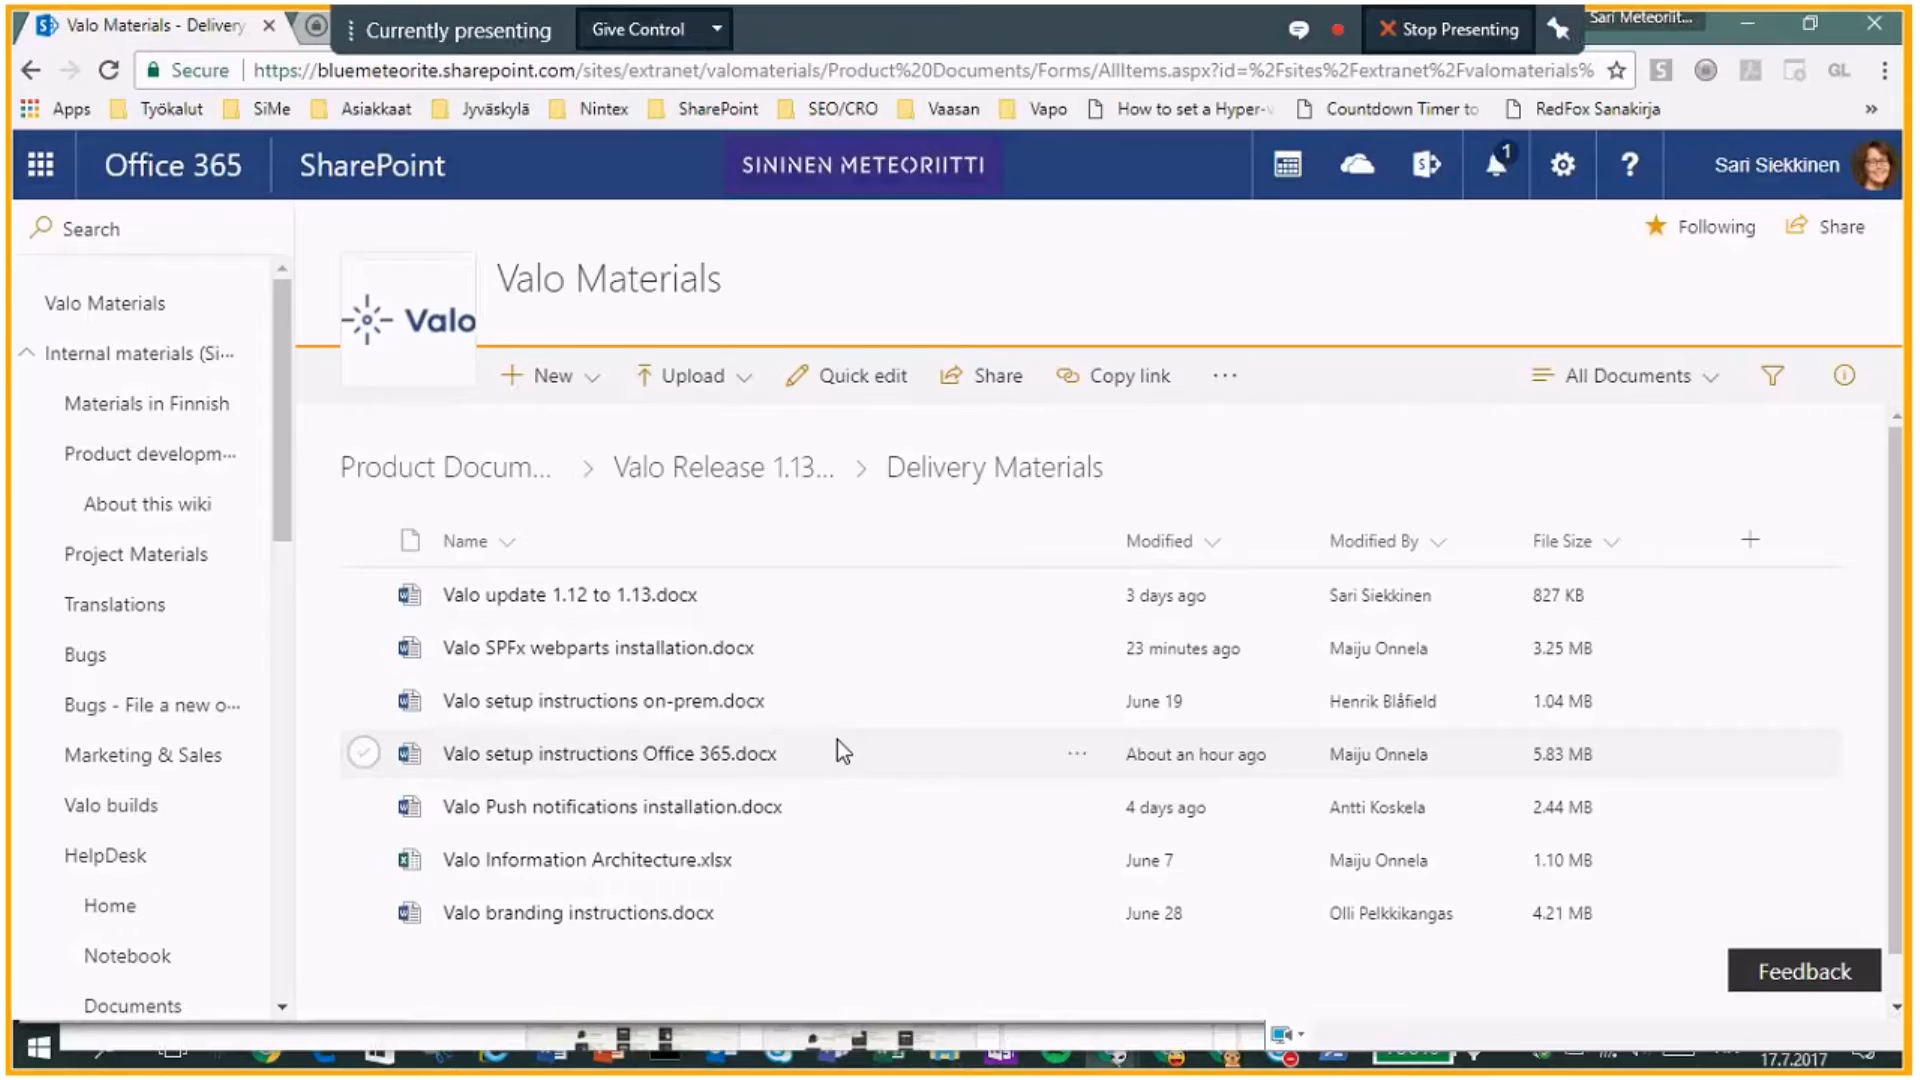 Valo Materials - Delivery
Currently presenting
Give Control
Stop Presenting
Sari Meteoriit...
Secure
https://bluemeteorite.sharepoint.com/sites/extranet/valomaterials/Product%20Documents/Forms/AllItems.aspx?id=%2Fsites%2Fextranet%2Fvalomaterials%
GL
Apps
Työkalut
SiMe
Asiakkaat
Jyväskylä
Nintex
SharePoint
SEO/CRO
Vaasan
Vapo
How to set a Hyper-
Countdown Timer to
RedFox Sanakirja
»
Office 365
SharePoint
SININEN METEORIITTI
1
?
Sari Siekkinen
Search
Following
Share
Valo Materials
Internal materials (Si...
Materials in Finnish
Product developm...
About this wiki
Project Materials
Translations
Bugs
Bugs - File a new o...
Marketing & Sales
Valo builds
HelpDesk
Home
Notebook
Documents
Valo
Valo Materials
New
Upload
Quick edit
Share
Copy link
...
All Documents
Product Docum... > Valo Release 1.13... > Delivery Materials
Name Modified Modified By File Size +
Valo update 1.12 to 1.13.docx 3 days ago Sari Siekkinen 827 KB
Valo SPFx webparts installation.docx 23 minutes ago Maiju Onnela 3.25 MB
Valo setup instructions on-prem.docx June 19 Henrik Blåfield 1.04 MB
Valo setup instructions Office 365.docx ... About an hour ago Maiju Onnela 5.83 MB
Valo Push notifications installation.docx 4 days ago Antti Koskela 2.44 MB
Valo Information Architecture.xlsx June 7 Maiju Onnela 1.10 MB
Valo branding instructions.docx June 28 Olli Pelkkikangas 4.21 MB
Feedback
17.7.2017